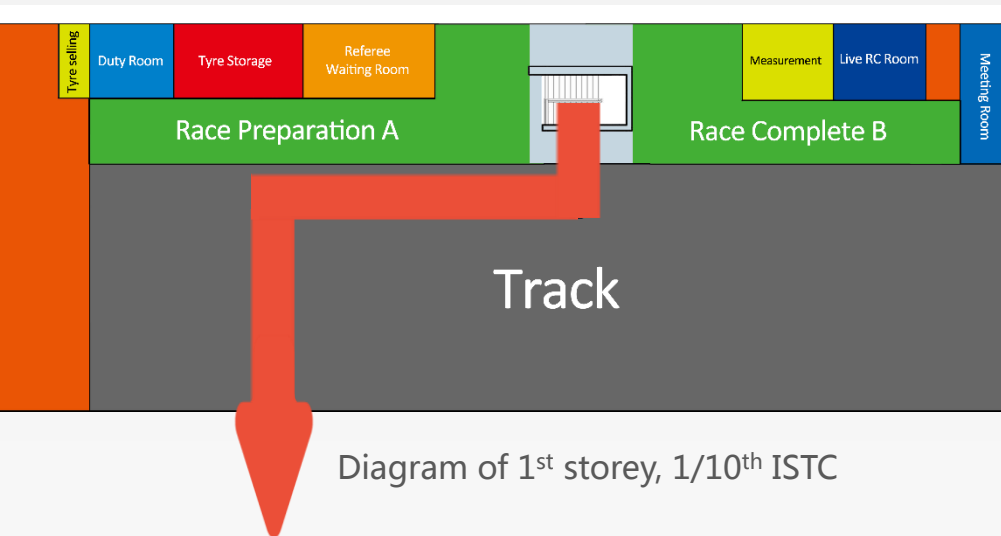 Tyre selling
Duty Room
Tyre Storage
Referee
Waiting Room
Measurement
Live RC Room
Meeting Room
Race Preparation A
Race Complete B
Track
Diagram of 1st storey, 1/10th ISTC